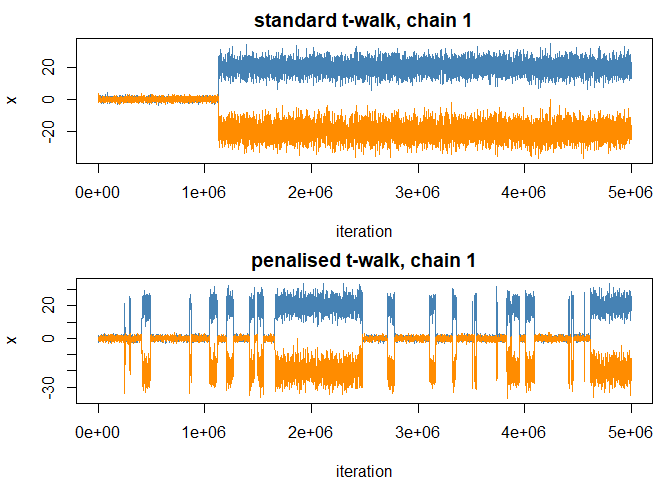 standard t-walk, chain 1
x
20
0
-20
0e+00 1e+06 2e+06 3e+06 4e+06 5e+06
iteration
penalised t-walk, chain 1
x
20
0
-30
0e+00 1e+06 2e+06 3e+06 4e+06 5e+06
iteration